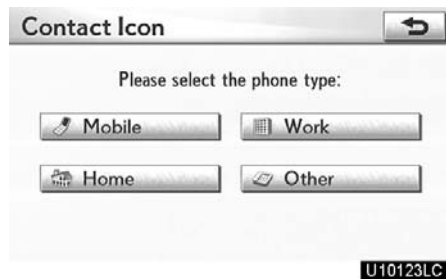 Contact Icon
Please select the phone type:
Mobile Work
Home Other
U10123LC